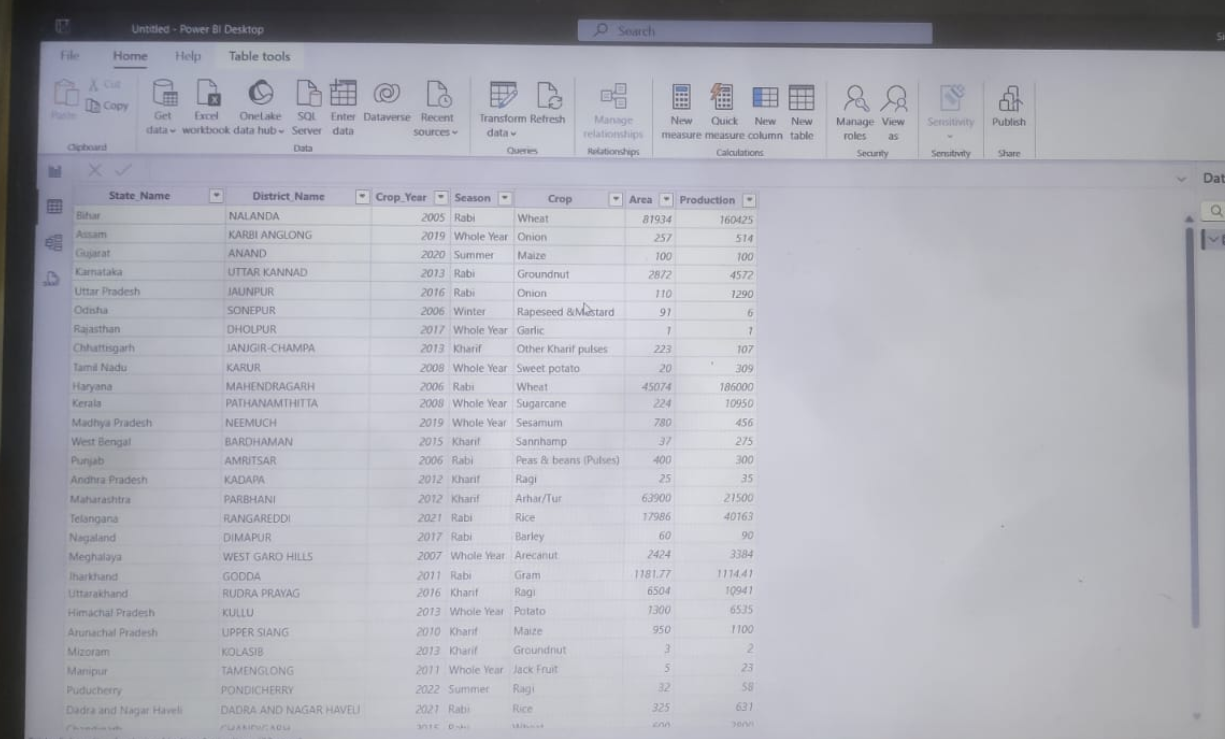 Untitled - Power BI Desktop
Search
File Home Help Table tools
Paste Cut Copy
Get data Excel workbook OneLake data hub SQL Server Enter data Dataverse Recent sources Transform data Refresh Manage relationships New measure Quick measure New column New table Manage roles View as Sensitivity Publish
Clipboard Data Queries Relationships Calculations Security Sensitivity Share
Dat
State_Name District_Name Crop_Year Season Crop Area Production
Bihar NALANDA 2005 Rabi Wheat 81934 160425
Assam KARBI ANGLONG 2019 Whole Year Onion 257 514
Gujarat ANAND 2020 Summer Maize 100 100
Karnataka UTTAR KANNAD 2013 Rabi Groundnut 2872 4572
Uttar Pradesh JAUNPUR 2016 Rabi Onion 110 1290
Odisha SONEPUR 2006 Winter Rapeseed &Mustard 91 6
Rajasthan DHOLPUR 2017 Whole Year Garlic 1 1
Chhattisgarh JANJGIR-CHAMPA 2013 Kharif Other Kharif pulses 223 107
Tamil Nadu KARUR 2008 Whole Year Sweet potato 20 309
Haryana MAHENDRAGARH 2006 Rabi Wheat 45074 186000
Kerala PATHANAMTHITTA 2008 Whole Year Sugarcane 224 10950
Madhya Pradesh NEEMUCH 2019 Whole Year Sesamum 780 456
West Bengal BARDHAMAN 2015 Kharif Sannhamp 37 275
Punjab AMRITSAR 2006 Rabi Peas & beans (Pulses) 400 300
Andhra Pradesh KADAPA 2012 Kharif Ragi 25 35
Maharashtra PARBHANI 2012 Kharif Arhar/Tur 63900 21500
Telangana RANGAREDDI 2021 Rabi Rice 17986 40163
Nagaland DIMAPUR 2017 Rabi Barley 60 90
Meghalaya WEST GARO HILLS 2007 Whole Year Arecanut 2424 3384
Jharkhand GODDA 2011 Rabi Gram 1181.77 1114.41
Uttarakhand RUDRA PRAYAG 2016 Kharif Ragi 6504 10941
Himachal Pradesh KULLU 2013 Whole Year Potato 1300 6535
Arunachal Pradesh UPPER SIANG 2010 Kharif Maize 950 1100
Mizoram KOLASIB 2013 Kharif Groundnut 3 2
Manipur TAMENGLONG 2011 Whole Year Jack Fruit 5 23
Puducherry PONDICHERRY 2022 Summer Ragi 32 58
Dadra and Nagar Haveli DADRA AND NAGAR HAVELI 2021 Rabi Rice 325 631